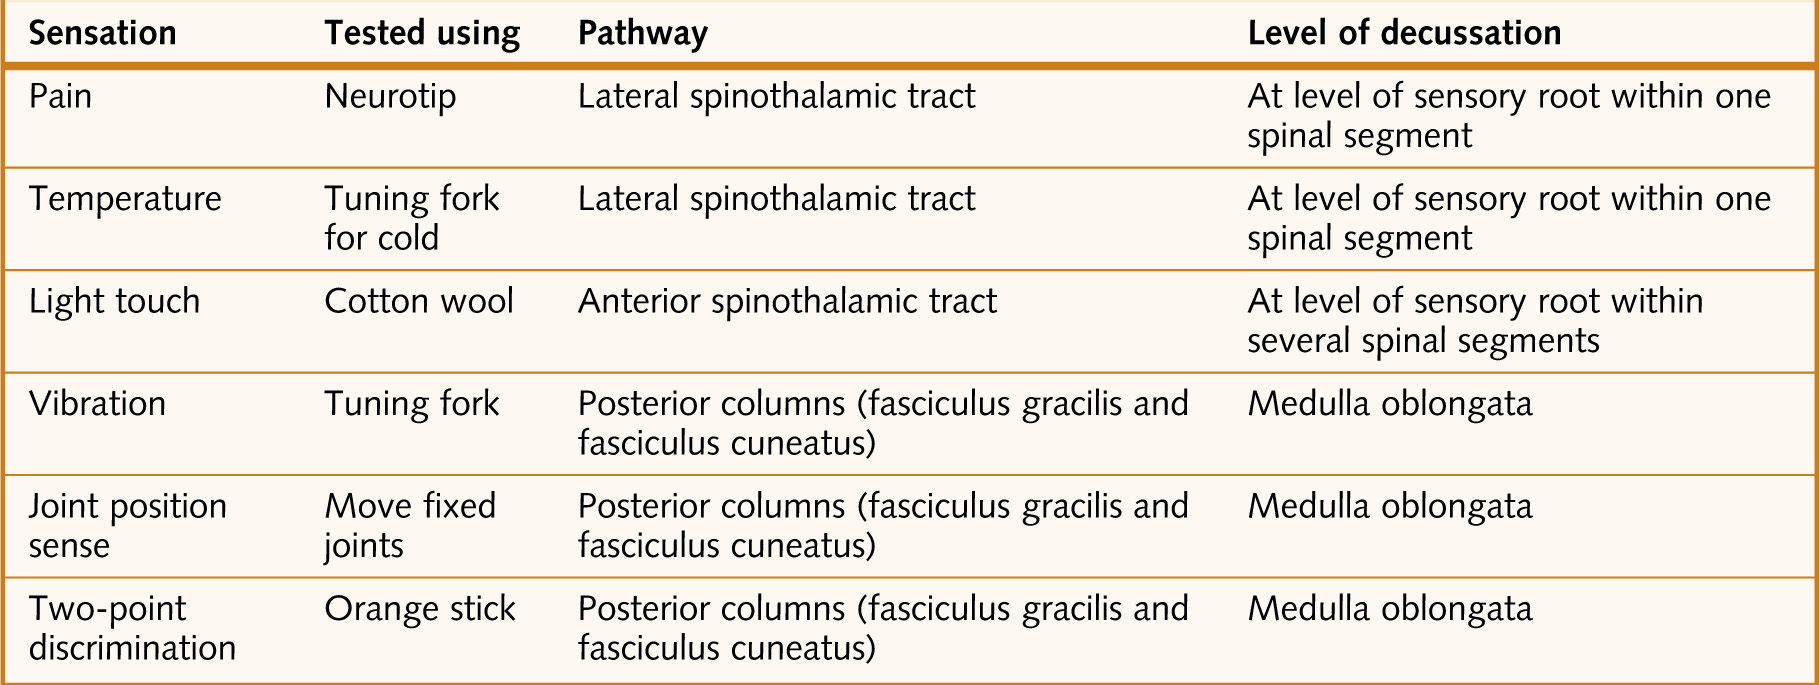 Sensation Tested using Pathway Level of decussation
Pain Neurotip Lateral spinothalamic tract At level of sensory root within one
spinal segment
Temperature Tuning fork Lateral spinothalamic tract At level of sensory root within one
for cold spinal segment
Light touch Cotton wool Anterior spinothalamic tract At level of sensory root within
several spinal segments
Vibration Tuning fork Posterior columns (fasciculus gracilis and Medulla oblongata
fasciculus cuneatus)
Joint position Move fixed Posterior columns (fasciculus gracilis and Medulla oblongata
sense joints fasciculus cuneatus)
Two-point Orange stick Posterior columns (fasciculus gracilis and Medulla oblongata
discrimination fasciculus cuneatus)